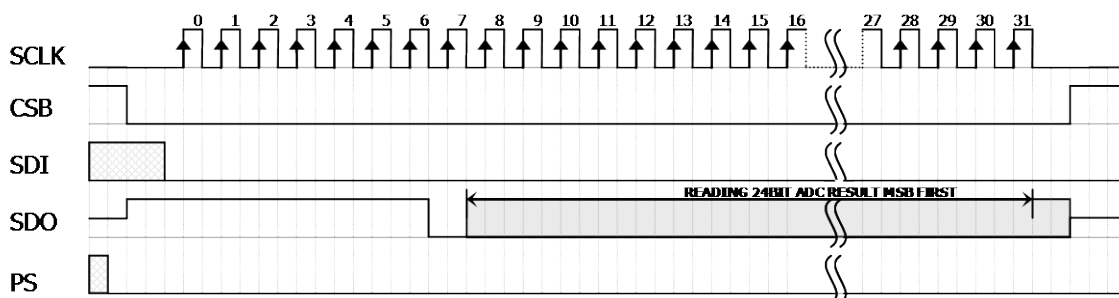 0 1 2 3 4 5 6 7 8 9 10 11 12 13 14 15 16 27 28 29 30 31
SCLK
CSB
SDI
READING 24BIT ADC RESULT MSB FIRST
SDO
PS